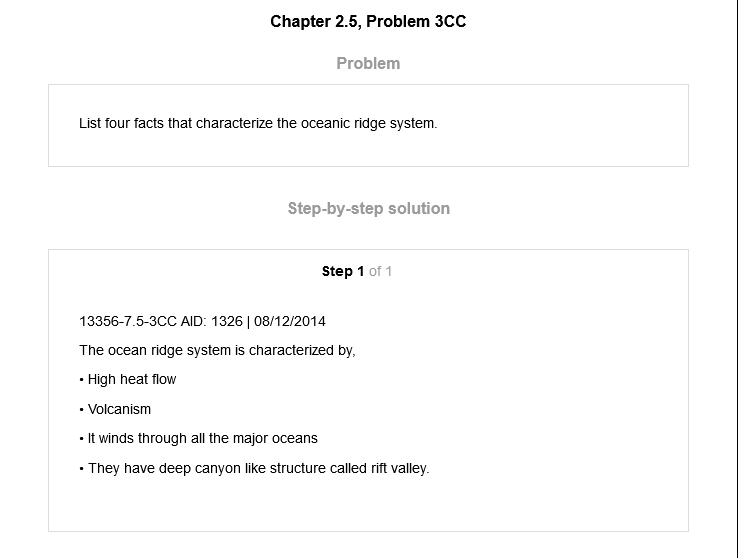 Chapter 2.5, Problem 3CC
Problem
List four facts that characterize the oceanic ridge system.
Step-by-step solution
Step 1 of 1
13356-7.5-3CC AID: 1326 | 08/12/2014
The ocean ridge system is characterized by,
• High heat flow
• Volcanism
• It winds through all the major oceans
• They have deep canyon like structure called rift valley.